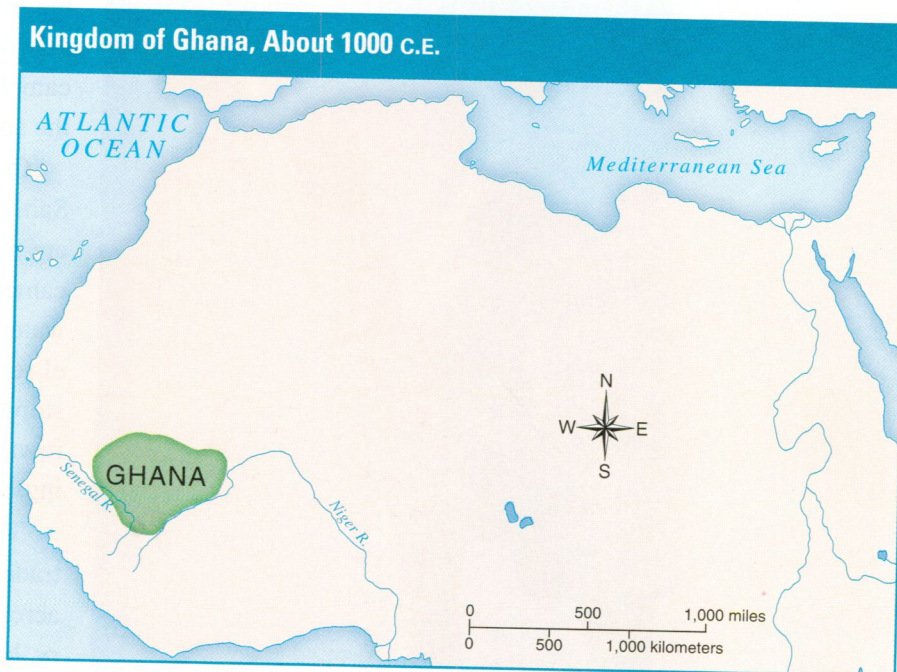 Kingdom of Ghana, About 1000 C.E.
ATLANTIC
OCEAN
Mediterranean Sea
N
W E
S
GHANA
Senegal R.
Niger R.
0 500 1,000 miles
0 500 1,000 kilometers